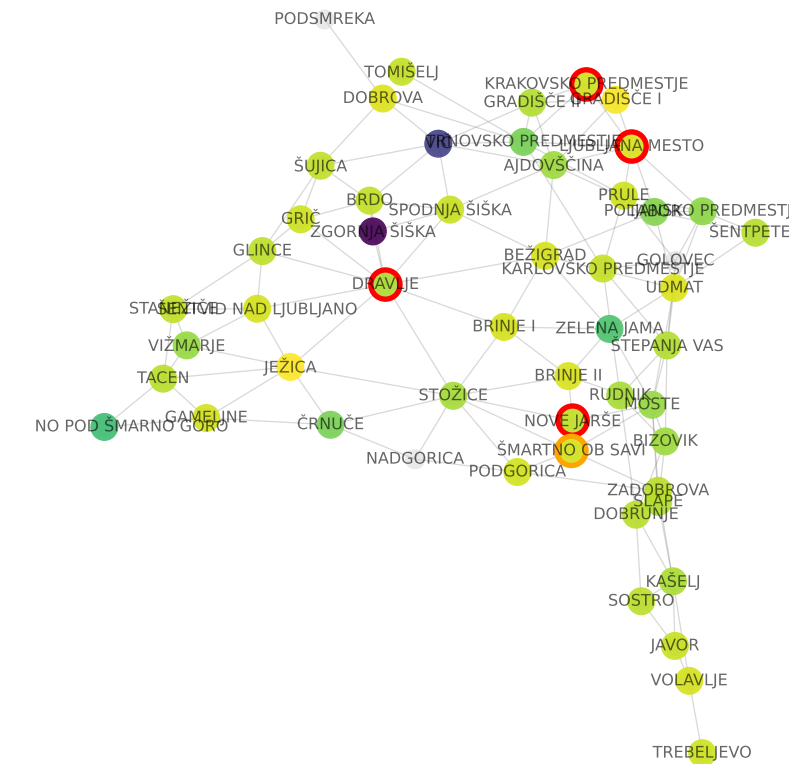 PODSMREKA
TOMIŠELJ
KRAKOVSKO PREDMESTJE
DOBROVA
GRADIŠČE II
GRADIŠČE I
VIČ
TRNOVSKO PREDMESTJE
LJUBLJANA MESTO
AJDOVŠČINA
ŠUJICA
PRULE
BRDO
SPODNJA ŠIŠKA
POLJANSKO PREDMESTJE
TABOR
GRIČ
ZGORNJA ŠIŠKA
ŠENTPETER
GLINCE
BEŽIGRAD
GOLOVEC
KARLOVSKO PREDMESTJE
DRAVLJE
UDMAT
STANEŽIČE
ŠENTVID NAD LJUBLJANO
BRINJE I
ZELENA JAMA
VIŽMARJE
ŠTEPANJA VAS
JEŽICA
TACEN
BRINJE II
STOŽICE
RUDNIK
MOSTE
GAMELJNE
NO POD ŠMARNO GORO
ČRNUČE
NOVE JARŠE
BIZOVIK
ŠMARTNO OB SAVI
NADGORICA
PODGORICA
ZADOBROVA
SLAPE
DOBRUNJE
KAŠELJ
SOSTRO
JAVOR
VOLAVLJE
TREBELJEVO